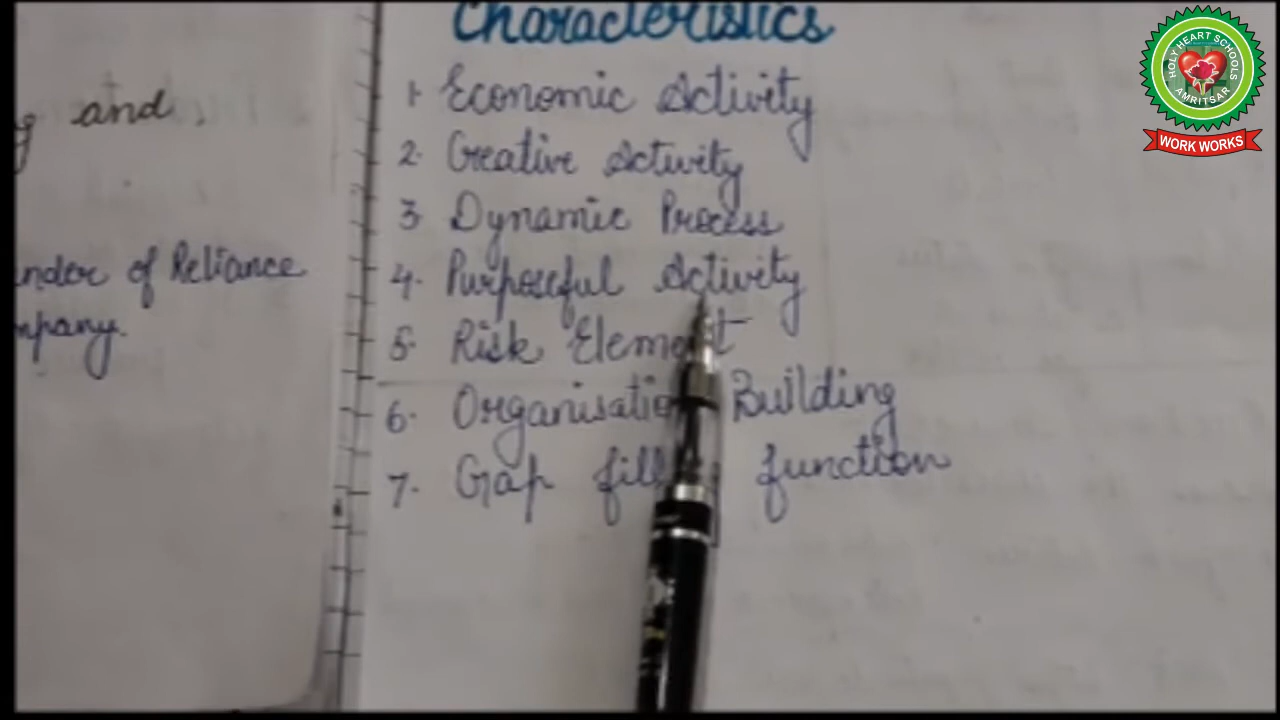 and,
of Reliance
Characteristics
1. Economic Activity
2. Creative Activity
3. Dynamic Process
4. Purposeful Activity
5. Risk Element
6. Organisation Building
7. Gap filling function
HOLY HEART SCHOOLS
AMRITSAR
WORK WORKS